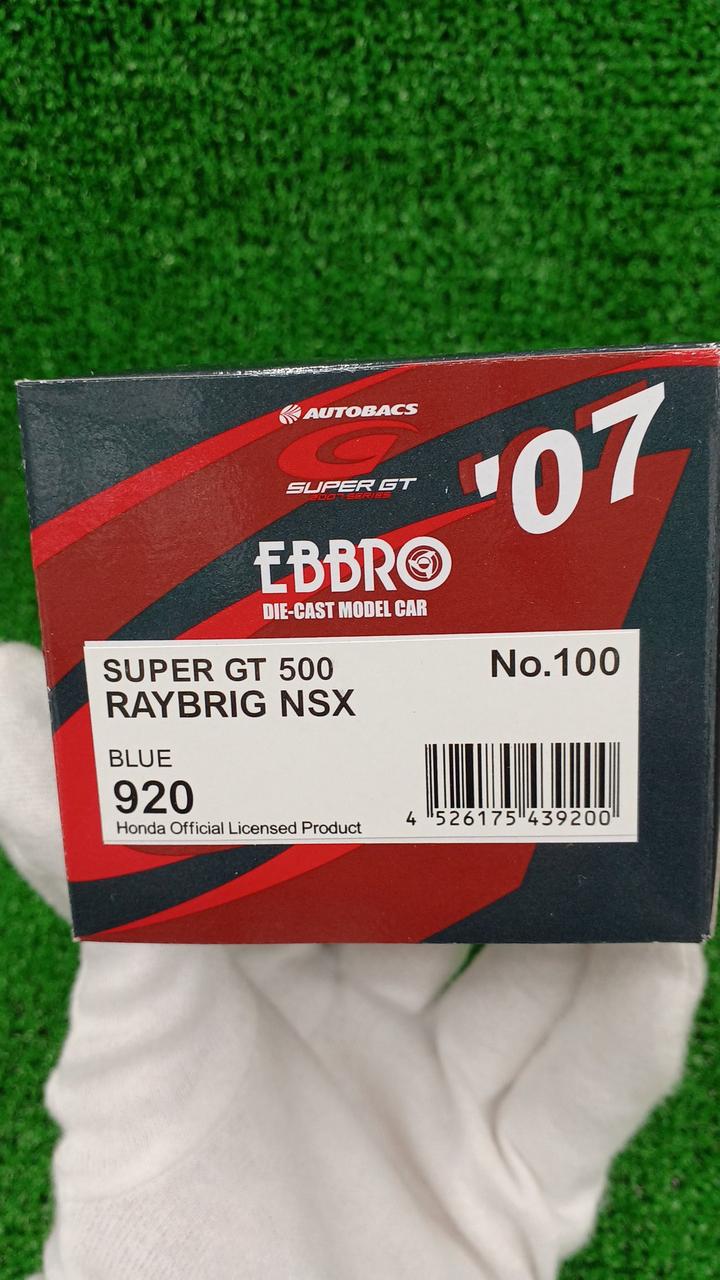 AUTOBACS
SUPER GT
2007 SERIES
'07
EBBRO
DIE-CAST MODEL CAR
SUPER GT 500
No.100
RAYBRIG NSX
BLUE
920
Honda Official Licensed Product
4 526175 439200